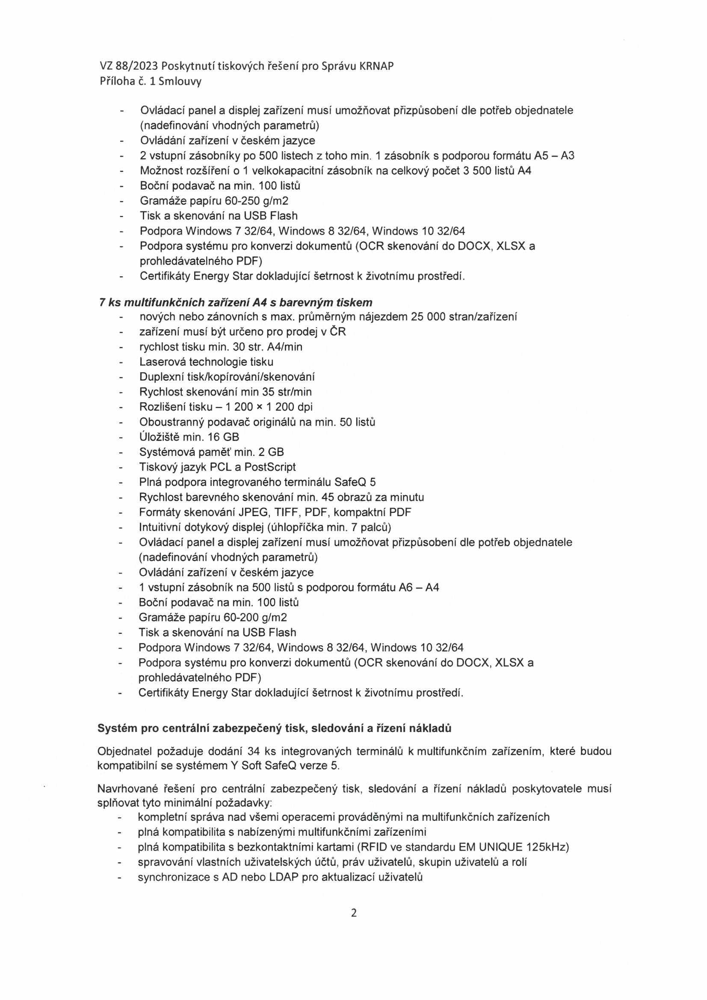 VZ 88/2023 Poskytnutí tiskových řešení pro Správu KRNAP
Příloha č. 1 Smlouvy
- Ovládací panel a displej zařízení musí umožňovat přizpůsobení dle potřeb objednatele
(nadefinování vhodných parametrů)
- Ovládání zařízení v českém jazyce
- 2 vstupní zásobníky po 500 listech z toho min. 1 zásobník s podporou formátu A5 – A3
- Možnost rozšíření o 1 velkokapacitní zásobník na celkový počet 3 500 listů A4
- Boční podavač na min. 100 listů
- Gramáže papíru 60-250 g/m2
- Tisk a skenování na USB Flash
- Podpora Windows 7 32/64, Windows 8 32/64, Windows 10 32/64
- Podpora systému pro konverzi dokumentů (OCR skenování do DOCX, XLSX a
prohledávatelného PDF)
- Certifikáty Energy Star dokladující šetrnost k životnímu prostředí.
7 ks multifunkčních zařízení A4 s barevným tiskem
- nových nebo zánovních s max. průměrným nájezdem 25 000 stran/zařízení
- zařízení musí být určeno pro prodej v ČR
- rychlost tisku min. 30 str. A4/min
- Laserová technologie tisku
- Duplexní tisk/kopírování/skenování
- Rychlost skenování min 35 str/min
- Rozlišení tisku – 1 200 × 1 200 dpi
- Oboustranný podavač originálů na min. 50 listů
- Úložiště min. 16 GB
- Systémová paměť min. 2 GB
- Tiskový jazyk PCL a PostScript
- Plná podpora integrovaného terminálu SafeQ 5
- Rychlost barevného skenování min. 45 obrazů za minutu
- Formáty skenování JPEG, TIFF, PDF, kompaktní PDF
- Intuitivní dotykový displej (úhlopříčka min. 7 palců)
- Ovládací panel a displej zařízení musí umožňovat přizpůsobení dle potřeb objednatele
(nadefinování vhodných parametrů)
- Ovládání zařízení v českém jazyce
- 1 vstupní zásobník na 500 listů s podporou formátu A6 – A4
- Boční podavač na min. 100 listů
- Gramáže papíru 60-200 g/m2
- Tisk a skenování na USB Flash
- Podpora Windows 7 32/64, Windows 8 32/64, Windows 10 32/64
- Podpora systému pro konverzi dokumentů (OCR skenování do DOCX, XLSX a
prohledávatelného PDF)
- Certifikáty Energy Star dokladující šetrnost k životnímu prostředí.
Systém pro centrální zabezpečený tisk, sledování a řízení nákladů
Objednatel požaduje dodání 34 ks integrovaných terminálů k multifunkčním zařízením, které budou
kompatibilní se systémem Y Soft SafeQ verze 5.
Navrhované řešení pro centrální zabezpečený tisk, sledování a řízení nákladů poskytovatele musí
splňovat tyto minimální požadavky:
- kompletní správa nad všemi operacemi prováděnými na multifunkčních zařízeních
- plná kompatibilita s nabízenými multifunkčními zařízeními
- plná kompatibilita s bezkontaktními kartami (RFID ve standardu EM UNIQUE 125kHz)
- spravování vlastních uživatelských účtů, práv uživatelů, skupin uživatelů a rolí
- synchronizace s AD nebo LDAP pro aktualizací uživatelů
2